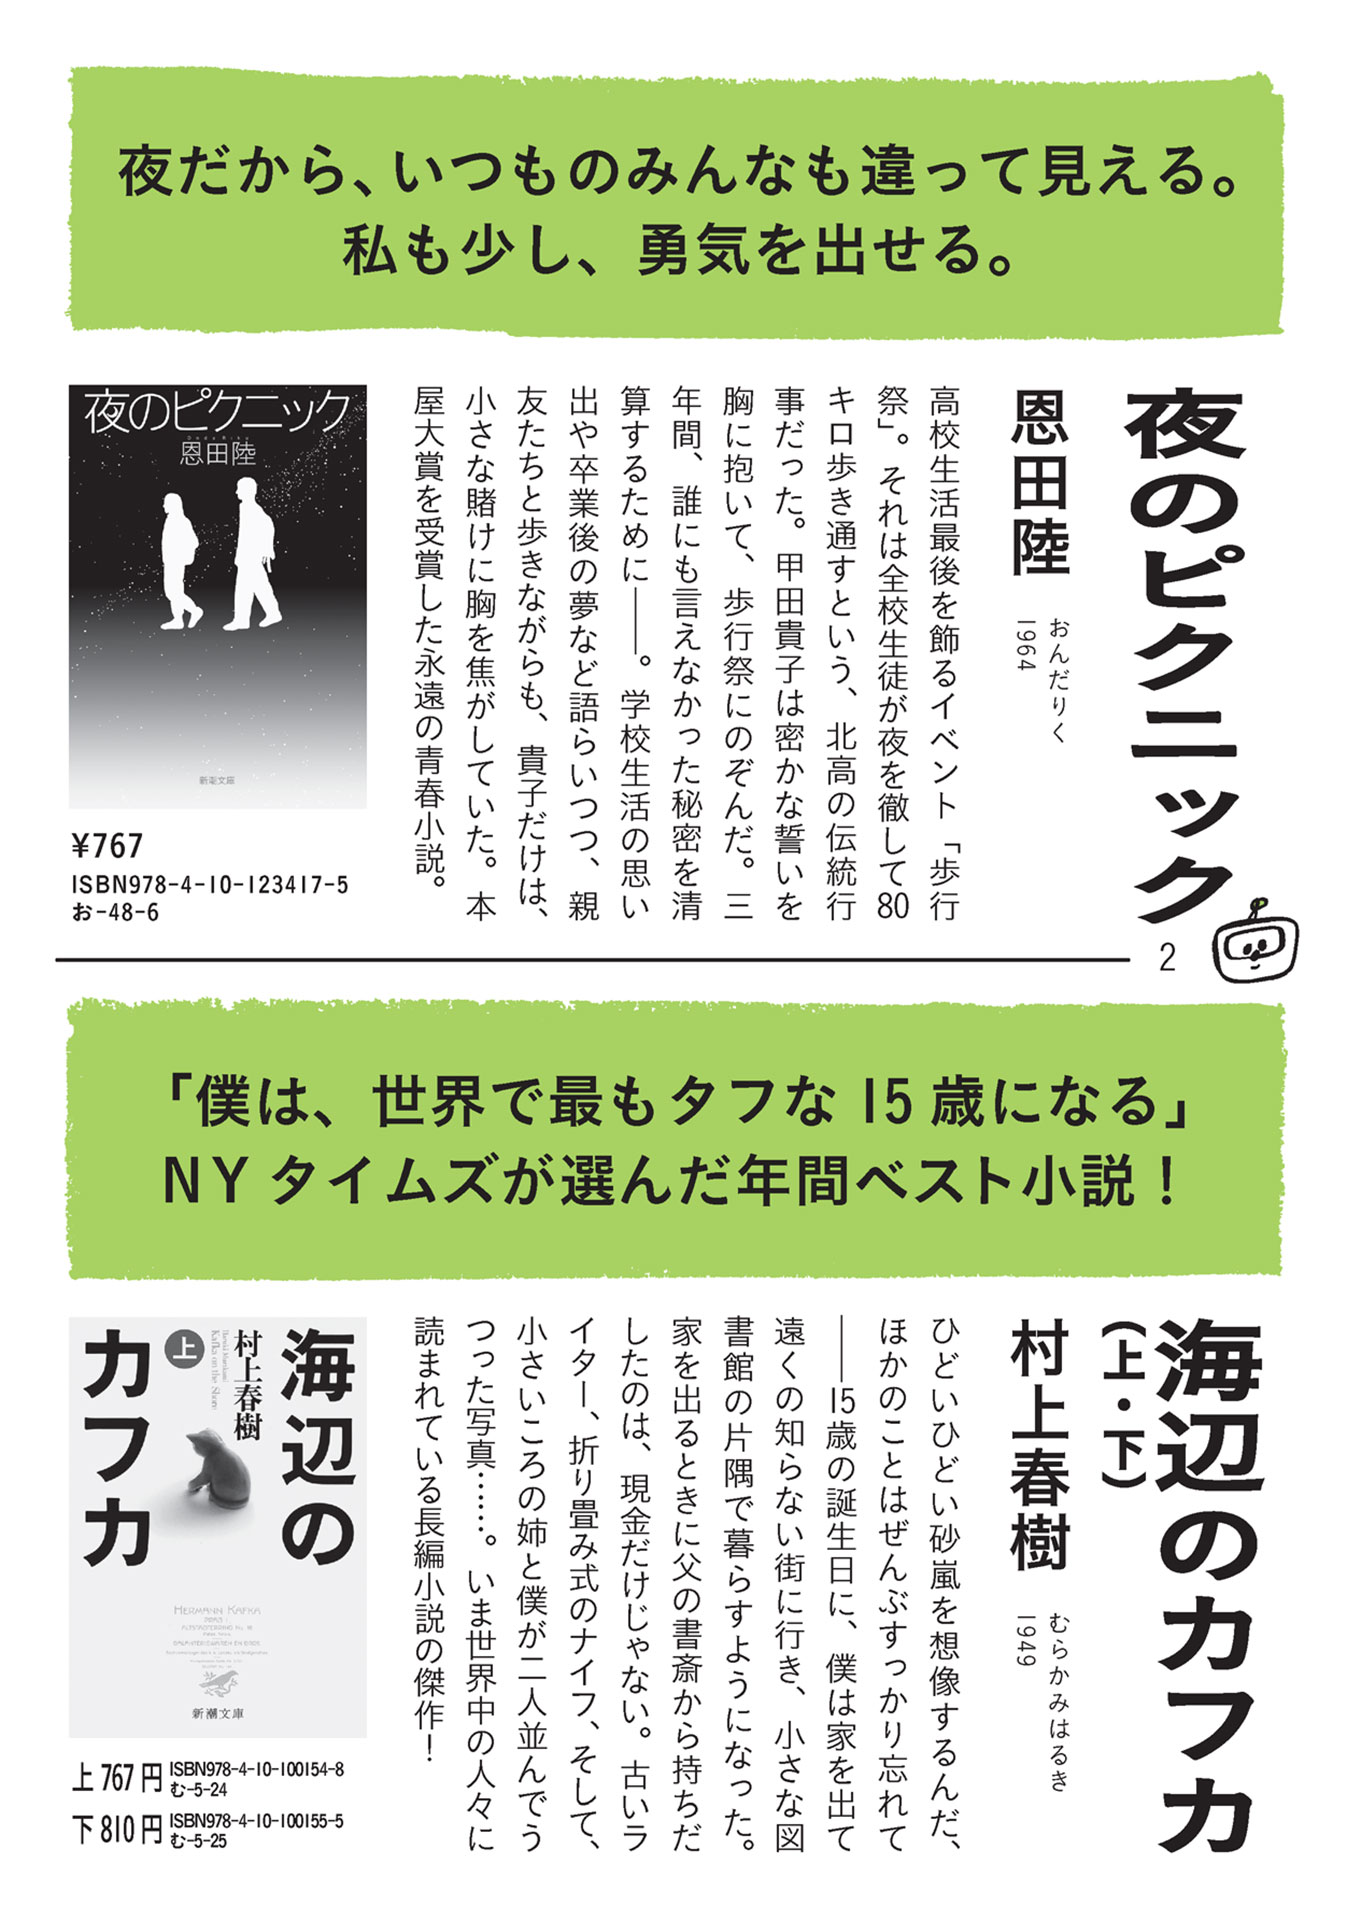 夜だから、いつものみんなも違って見える。
私も少し、勇気を出せる。
夜のピクニック
恩田陸
おんだりく
1964
高校生活最後を飾るイベント「歩行
祭」。それは全校生徒が夜を徹して80
キロ歩き通すという、北高の伝統行
事だった。甲田貴子は密かな誓いを
胸に抱いて、歩行祭にのぞんだ。三
年間、誰にも言えなかった秘密を清
算するために――。学校生活の思い
出や卒業後の夢など語らいつつ、親
友たちと歩きながらも、貴子だけは、
小さな賭けに胸を焦がしていた。本
屋大賞を受賞した永遠の青春小説。
夜のピクニック
Onda Riku
恩田陸
新潮文庫
¥767
ISBN978-4-10-123417-5
お-48-6
2
「僕は、世界で最もタフな15歳になる」
NYタイムズが選んだ年間ベスト小説！
海辺のカフカ
（上・下）
村上春樹
むらかみはるき
1949
ひどいひどい砂嵐を想像するんだ、
ほかのことはぜんぶすっかり忘れて
――15歳の誕生日に、僕は家を出て
遠くの知らない街に行き、小さな図
書館の片隅で暮らすようになった。
家を出るときに父の書斎から持ちだ
したのは、現金だけじゃない。古いラ
イター、折り畳み式のナイフ、そして、
小さいころの姉と僕が二人並んでう
つった写真……。いま世界中の人々に
読まれている長編小説の傑作！
海辺の
カフカ
上
村上春樹
Haruki Murakami
Kafka on the Shore
HERMANN KAFKA
新潮文庫
上767円
ISBN978-4-10-100154-8
む-5-24
下810円
ISBN978-4-10-100155-5
む-5-25